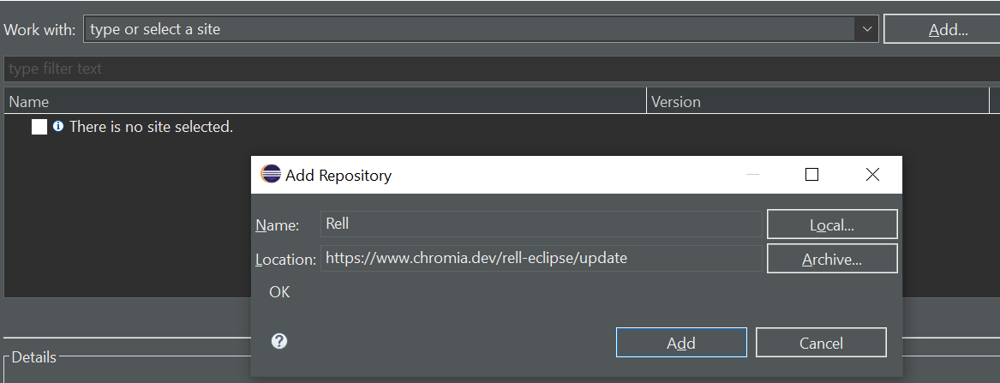 Work with: type or select a site Add...
type filter text
Name Version
There is no site selected.
Add Repository
Name: Rell Local...
Location: https://www.chromia.dev/rell-eclipse/update Archive...
OK
Add Cancel
Details